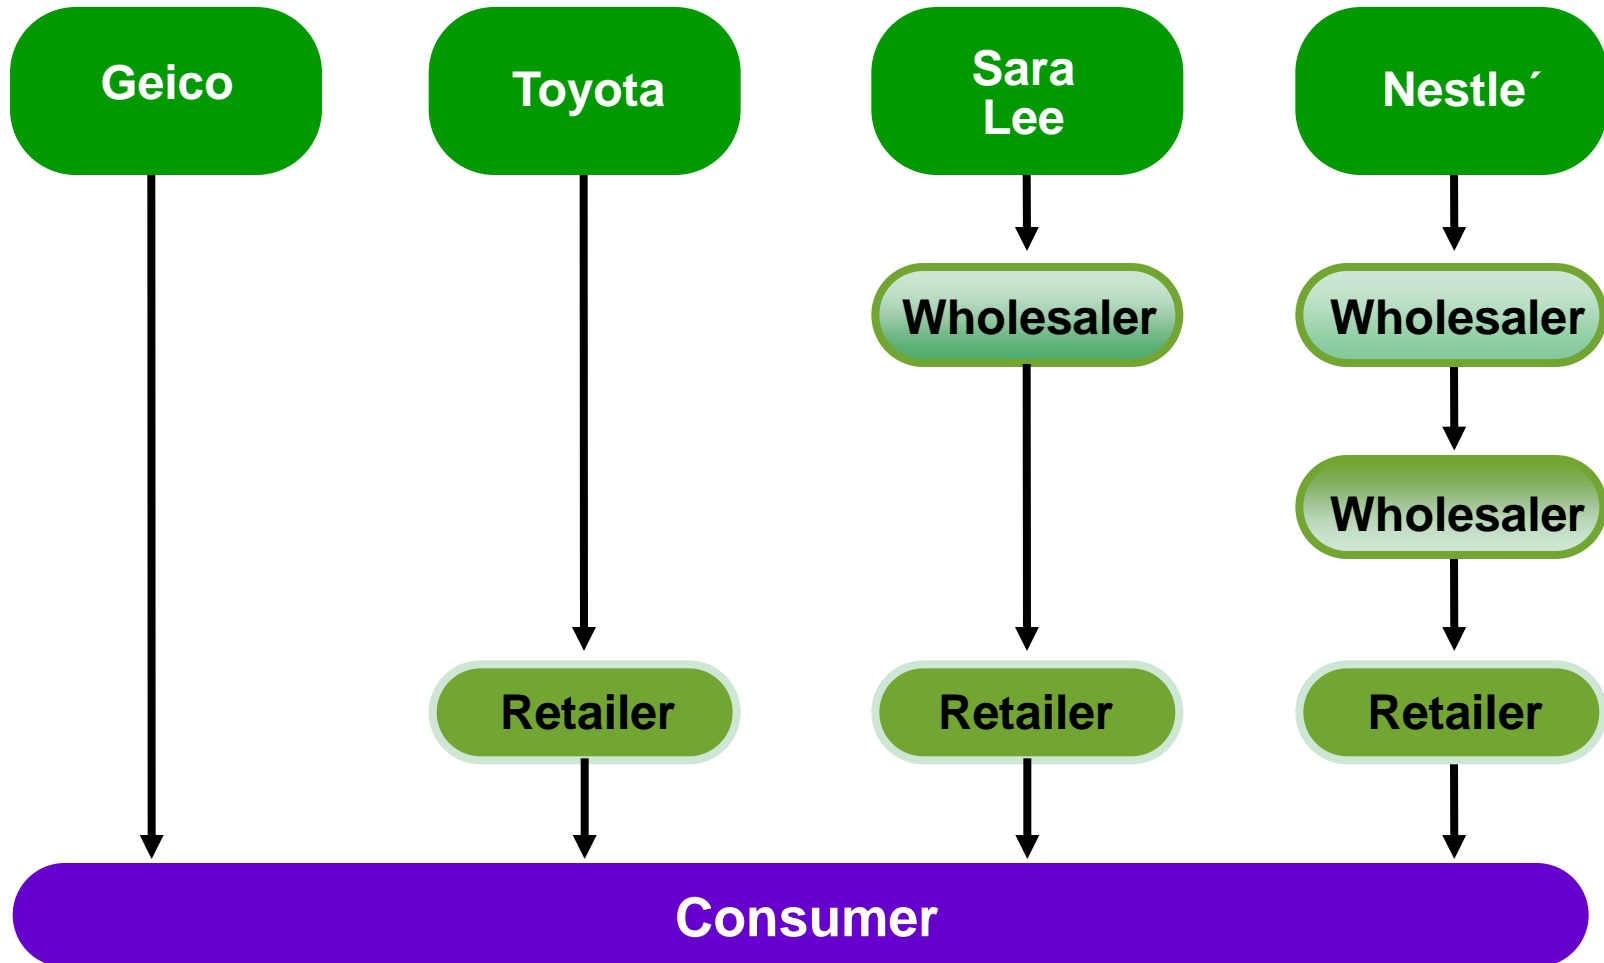 Geico
Toyota
Sara
Lee
Nestle´
Wholesaler
Wholesaler
Wholesaler
Retailer
Retailer
Retailer
Consumer